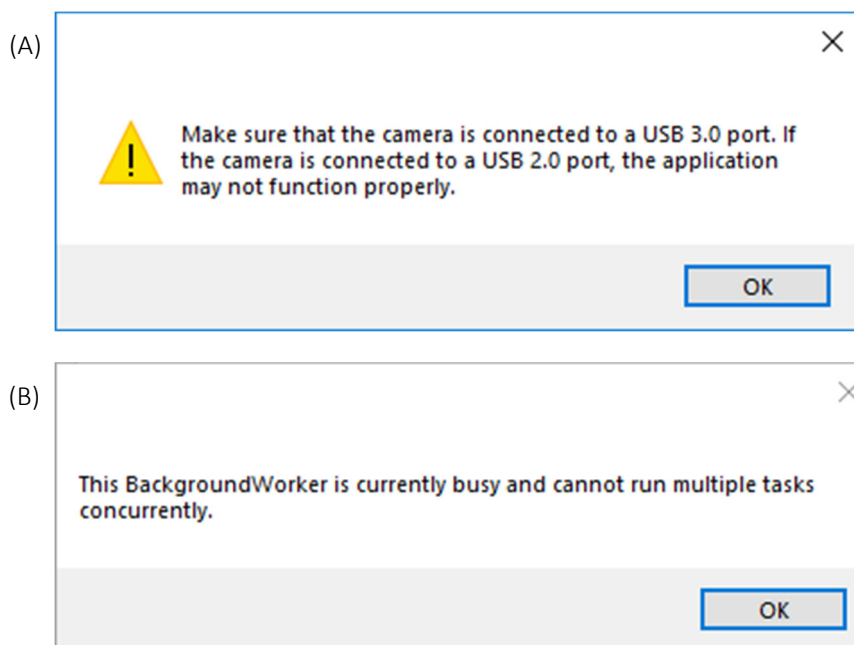 (A)
Make sure that the camera is connected to a USB 3.0 port. If
the camera is connected to a USB 2.0 port, the application
may not function properly.
OK
(B)
This BackgroundWorker is currently busy and cannot run multiple tasks
concurrently.
OK